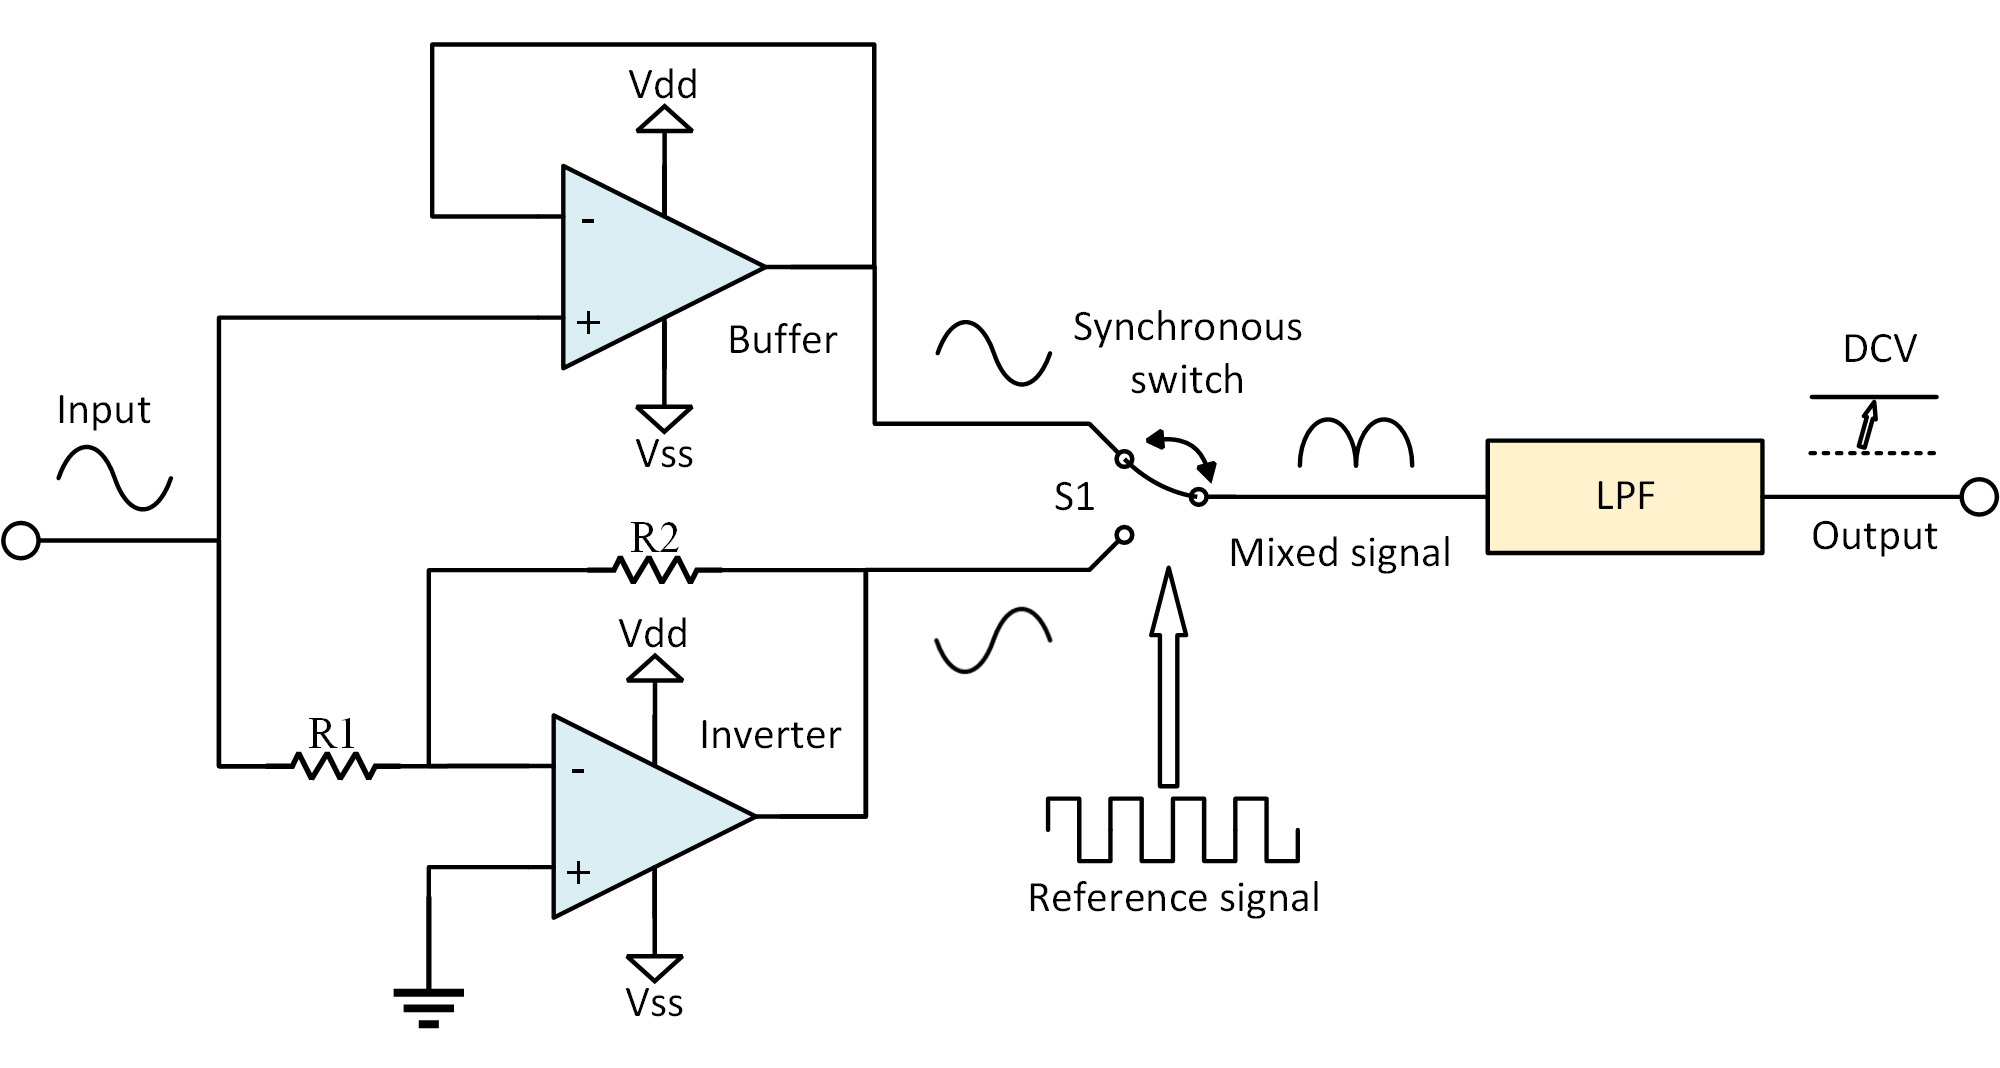 Vdd
-
+
Buffer
Vss
Input
Synchronous
switch
DCV
S1
LPF
Mixed signal
Output
R2
Vdd
R1
Inverter
-
+
Vss
Reference signal